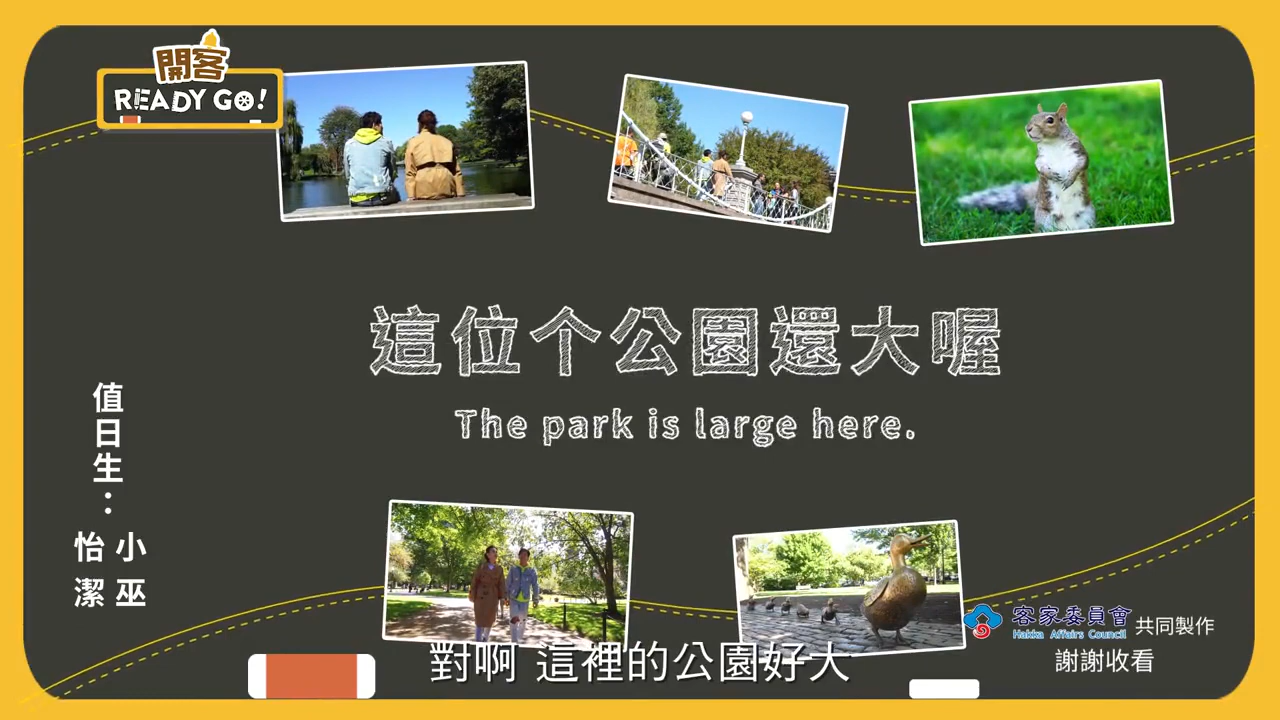 開客
READY GO!
這位个公園還大喔
The park is large here.
值日生：
小巫
怡潔
客家委員會
Hakka Affairs Council
共同製作
謝謝收看
對啊 這裡的公園好大